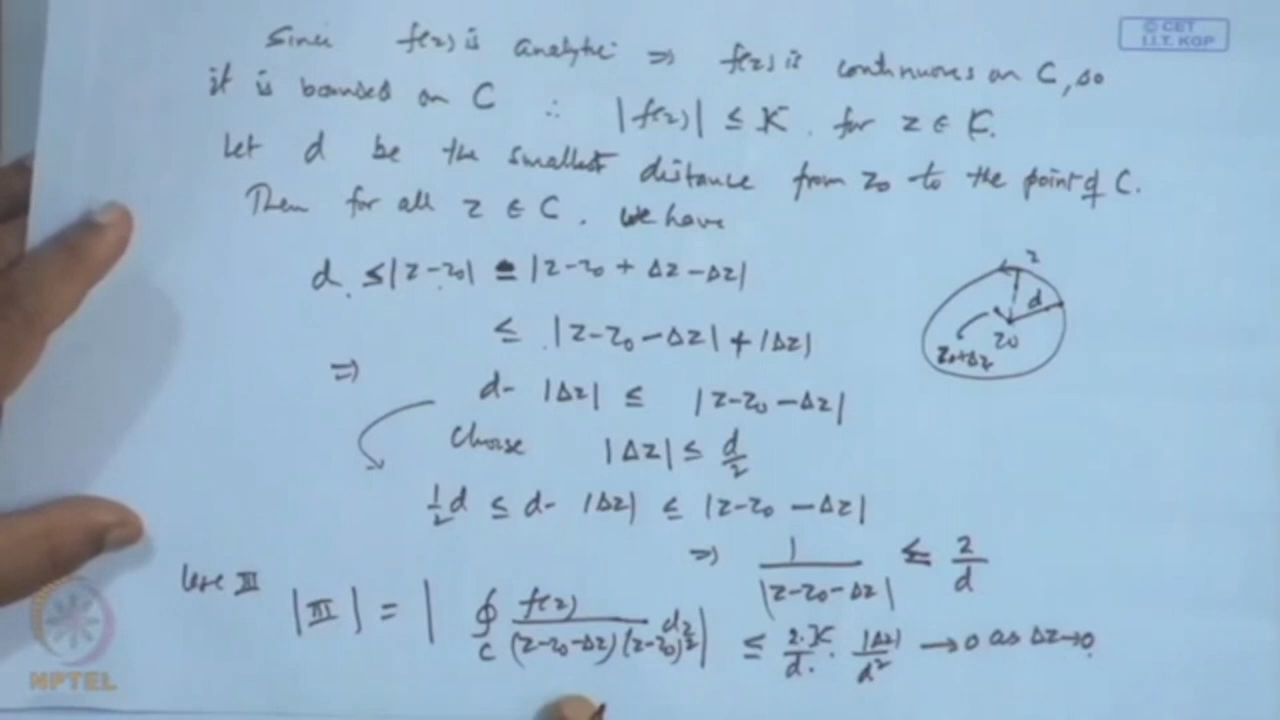 © CET
I.I.T. KGP
Since f(z) is analytic ⇒ f(z) is continuous on C, so
it is bounded on C ∴ |f(z)| ≤ K. for z ∈ C.
Let d be the smallest distance from z₀ to the point of C.
Then for all z ∈ C. We have
d ≤ |z-z₀| = |z-z₀ + Δz-Δz|
≤ |z-z₀-Δz| + |Δz|
⇒ d- |Δz| ≤ |z-z₀-Δz|
Choose |Δz| ≤ d/2
½d ≤ d- |Δz| ≤ |z-z₀-Δz|
⇒ 1/|z-z₀-Δz| ≤ 2/d
|III| = | ∮_C f(z)/((z-z₀-Δz)(z-z₀)²) dz | ≤ 2·K/d · |Δz|/d² → 0 as Δz→0.
z
d
z₀
z₀+Δz
NPTEL